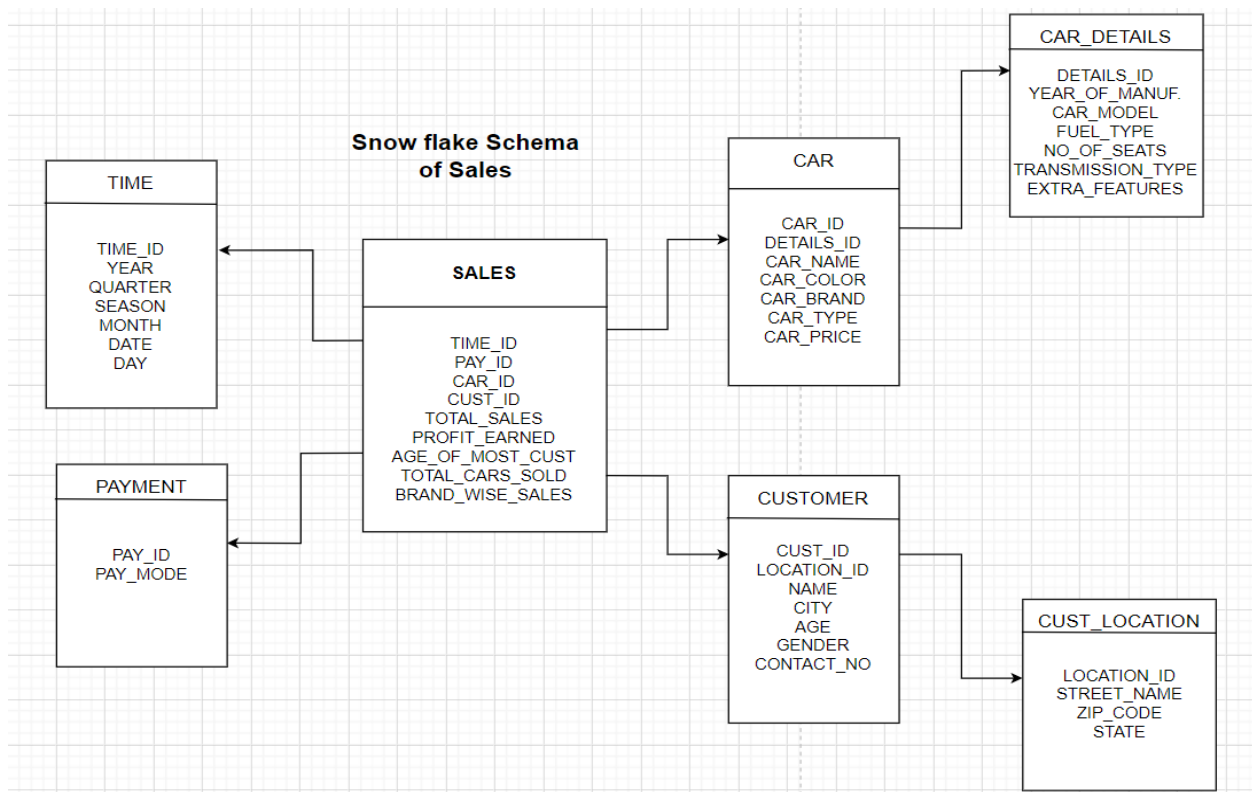 Snow flake Schema
of Sales
TIME
TIME_ID
YEAR
QUARTER
SEASON
MONTH
DATE
DAY
PAYMENT
PAY_ID
PAY_MODE
SALES
TIME_ID
PAY_ID
CAR_ID
CUST_ID
TOTAL_SALES
PROFIT_EARNED
AGE_OF_MOST_CUST
TOTAL_CARS_SOLD
BRAND_WISE_SALES
CAR
CAR_ID
DETAILS_ID
CAR_NAME
CAR_COLOR
CAR_BRAND
CAR_TYPE
CAR_PRICE
CUSTOMER
CUST_ID
LOCATION_ID
NAME
CITY
AGE
GENDER
CONTACT_NO
CAR_DETAILS
DETAILS_ID
YEAR_OF_MANUF.
CAR_MODEL
FUEL_TYPE
NO_OF_SEATS
TRANSMISSION_TYPE
EXTRA_FEATURES
CUST_LOCATION
LOCATION_ID
STREET_NAME
ZIP_CODE
STATE